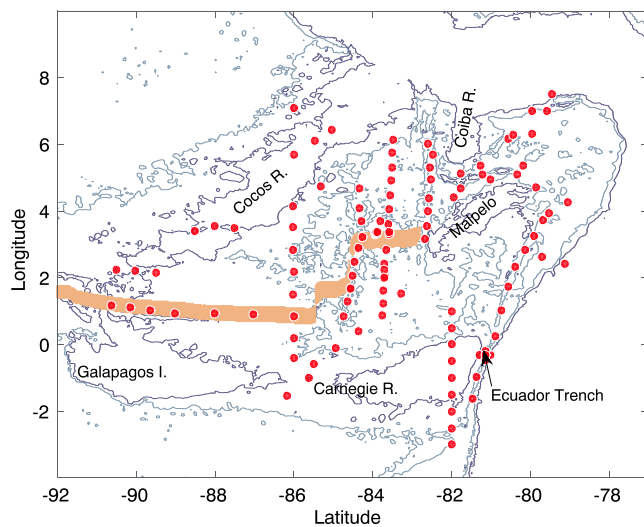 8
6
4
2
0
-2
Longitude
Cocos R.
Coiba R.
Malpelo
Galapagos I.
Carnegie R.
Ecuador Trench
-92 -90 -88 -86 -84 -82 -80 -78
Latitude